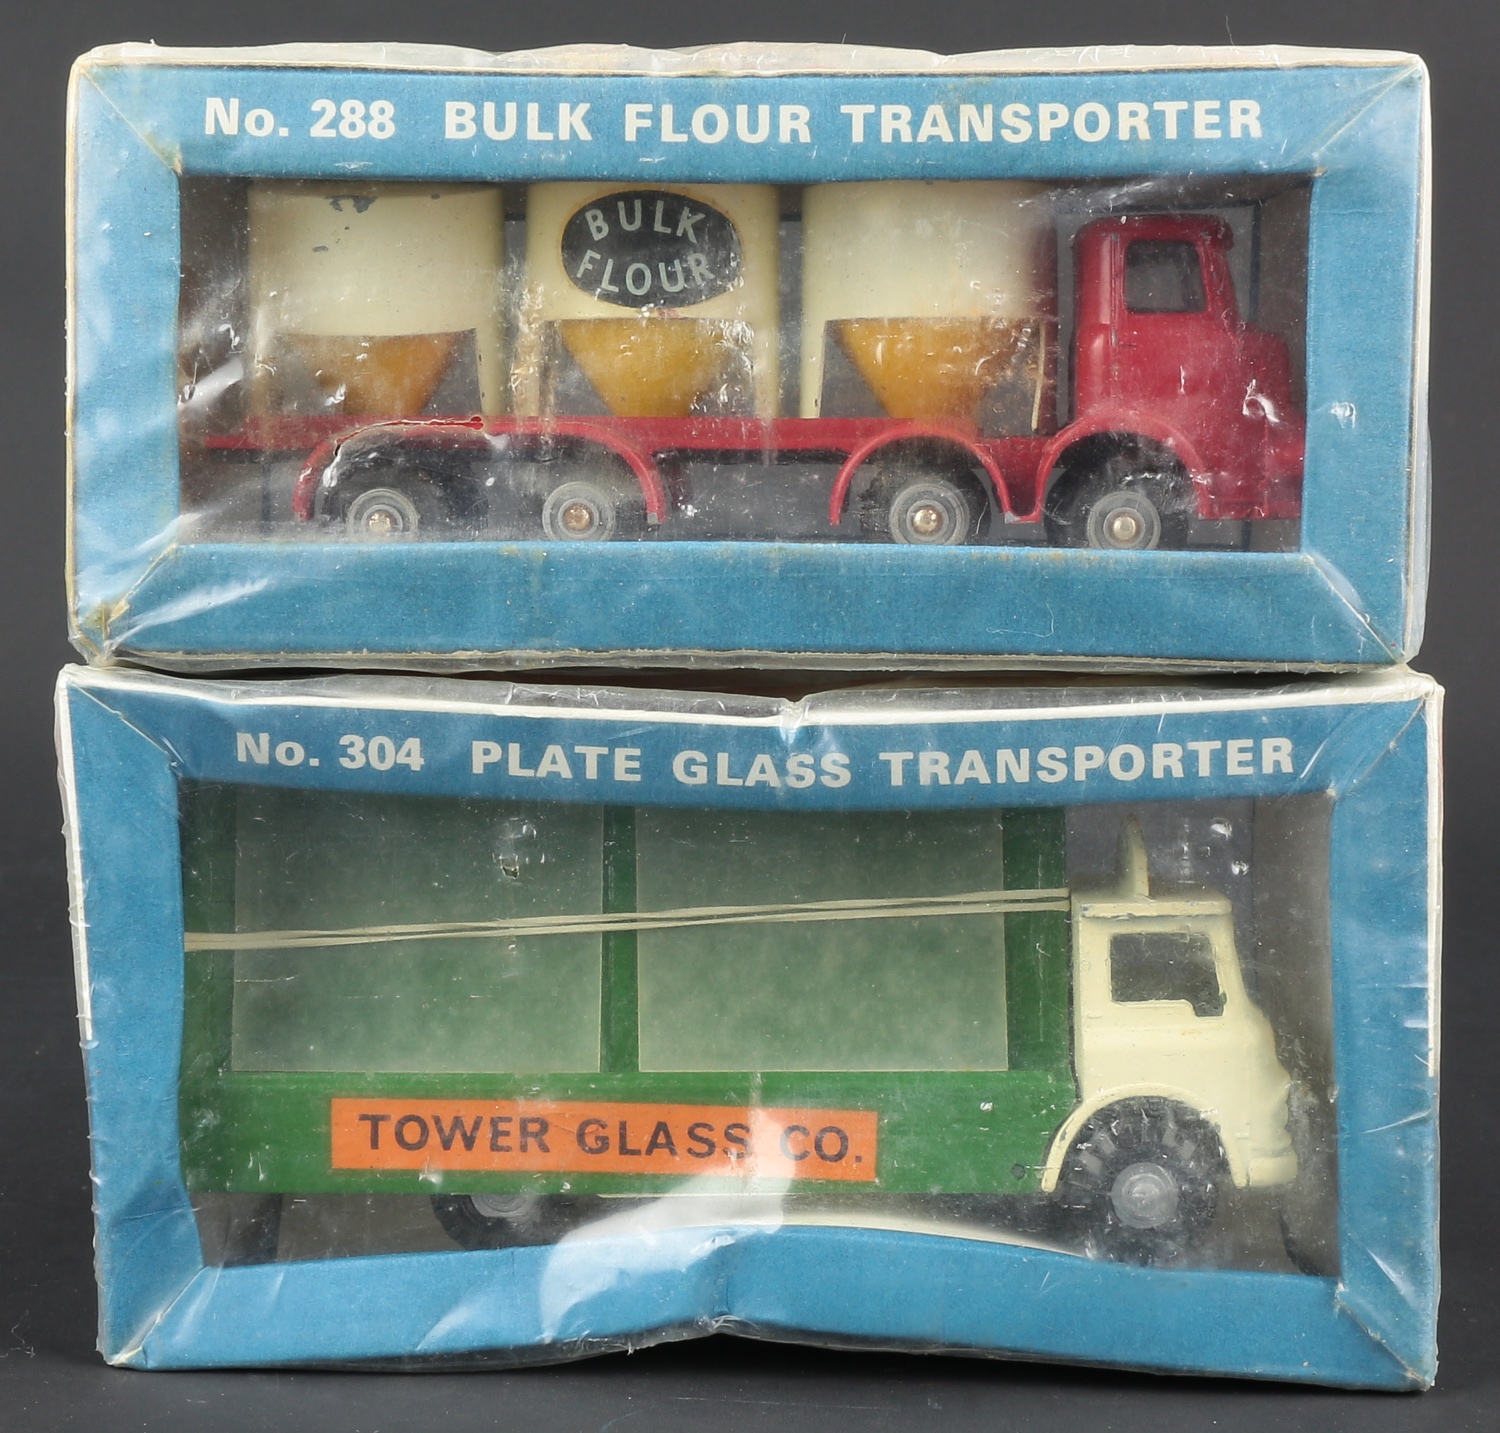 No. 288 BULK FLOUR TRANSPORTER
BULK
FLOUR
No. 304 PLATE GLASS TRANSPORTER
TOWER GLASS CO.